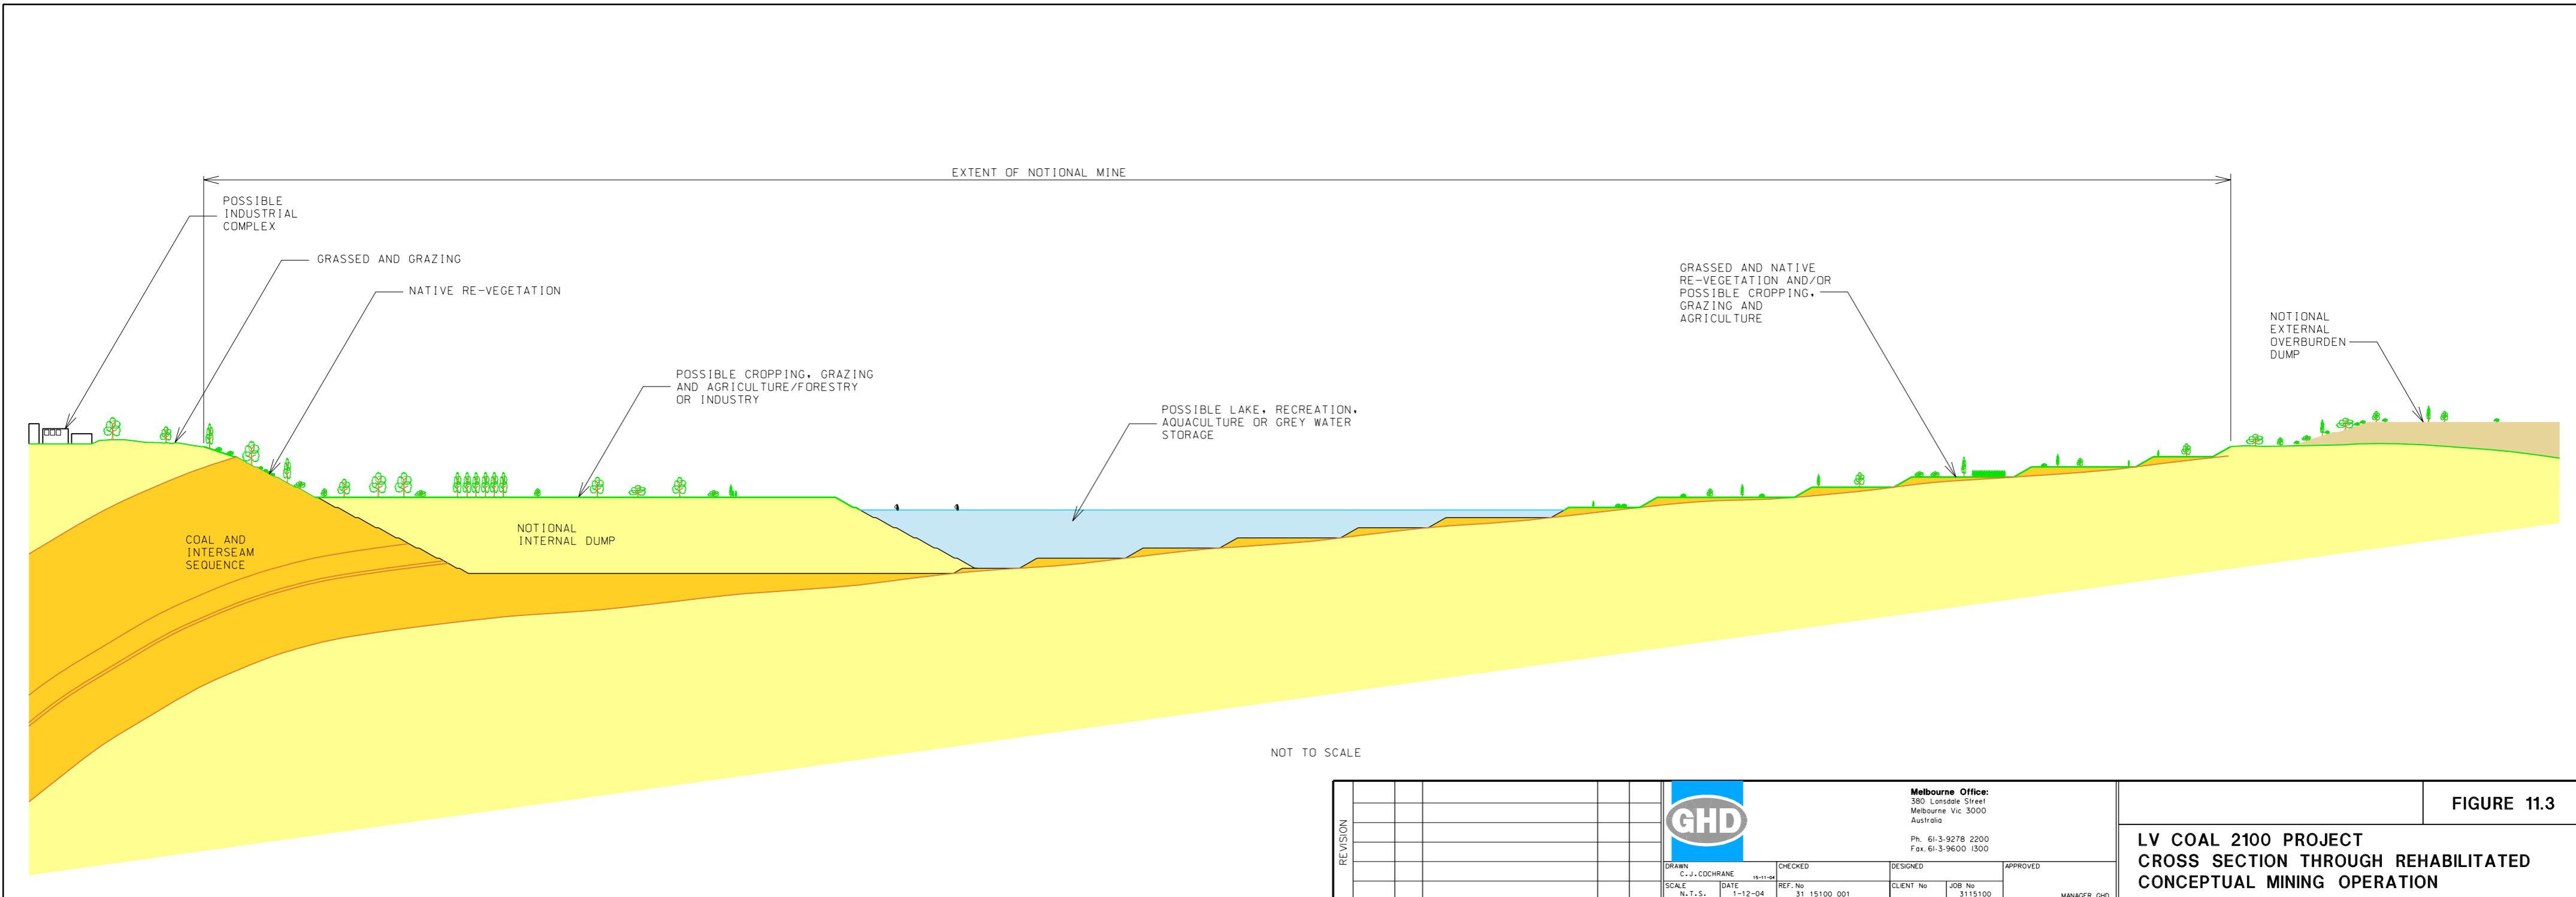 EXTENT OF NOTIONAL MINE
POSSIBLE
INDUSTRIAL
COMPLEX
GRASSED AND GRAZING
NATIVE RE-VEGETATION
GRASSED AND NATIVE
RE-VEGETATION AND/OR
POSSIBLE CROPPING,
GRAZING AND
AGRICULTURE
NOTIONAL
EXTERNAL
OVERBURDEN
DUMP
POSSIBLE CROPPING, GRAZING
AND AGRICULTURE/FORESTRY
OR INDUSTRY
POSSIBLE LAKE, RECREATION,
AQUACULTURE OR GREY WATER
STORAGE
COAL AND
INTERSEAM
SEQUENCE
NOTIONAL
INTERNAL DUMP
NOT TO SCALE
REVISION
GHD
Melbourne Office:
380 Lonsdale Street
Melbourne Vic 3000
Australia
Ph. 61-3-9278 2200
Fax. 61-3-9600 1300
DRAWN
C.J.COCHRANE 15-11-04
CHECKED
DESIGNED
APPROVED
SCALE
N.T.S.
DATE
1-12-04
REF. No
31 15100 001
CLIENT No
JOB No
3115100
MANAGER GHD
FIGURE 11.3
LV COAL 2100 PROJECT
CROSS SECTION THROUGH REHABILITATED
CONCEPTUAL MINING OPERATION